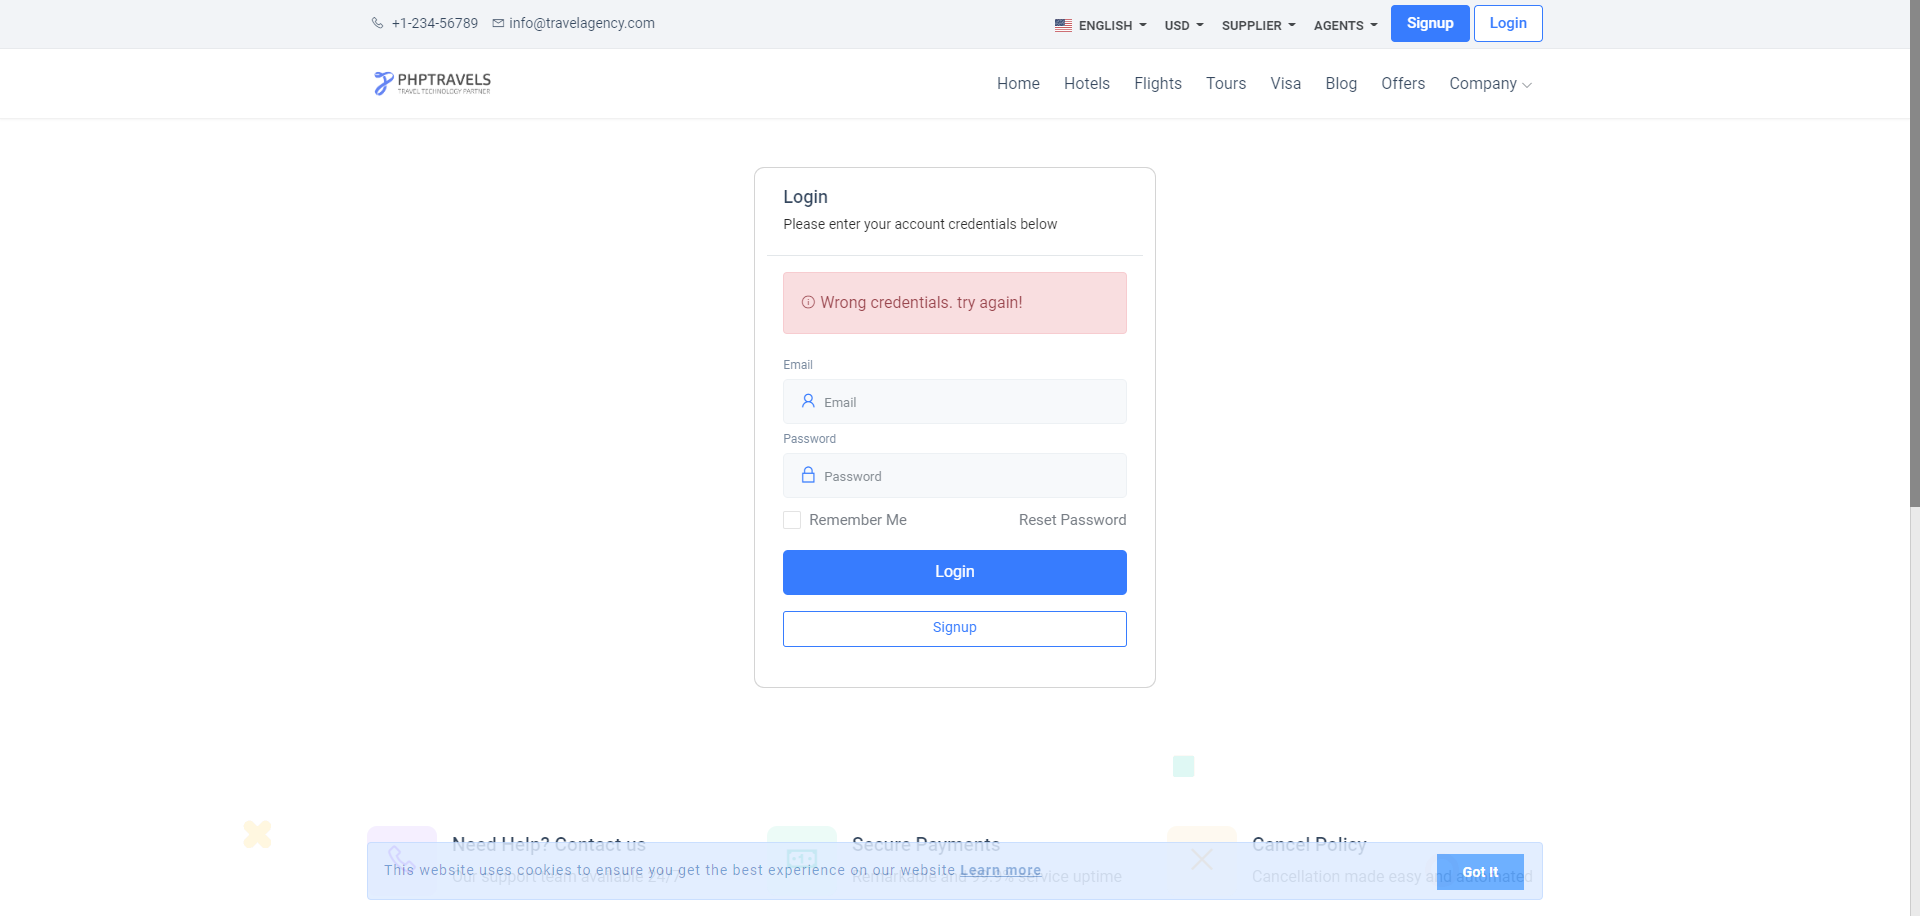 +1-234-56789 info@travelagency.com ENGLISH USD SUPPLIER AGENTS Signup Login
PHPTRAVELS
TRAVEL TECHNOLOGY PARTNER
Home Hotels Flights Tours Visa Blog Offers Company
Login
Please enter your account credentials below
Wrong credentials. try again!
Email
Email
Password
Password
Remember Me Reset Password
Login
Signup
Need Help? Contact us Secure Payments Cancel Policy
This website uses cookies to ensure you get the best experience on our website Learn more Got It
Our support team available 24/7 Remarkable and 99.9% service uptime Cancellation made easy and automated